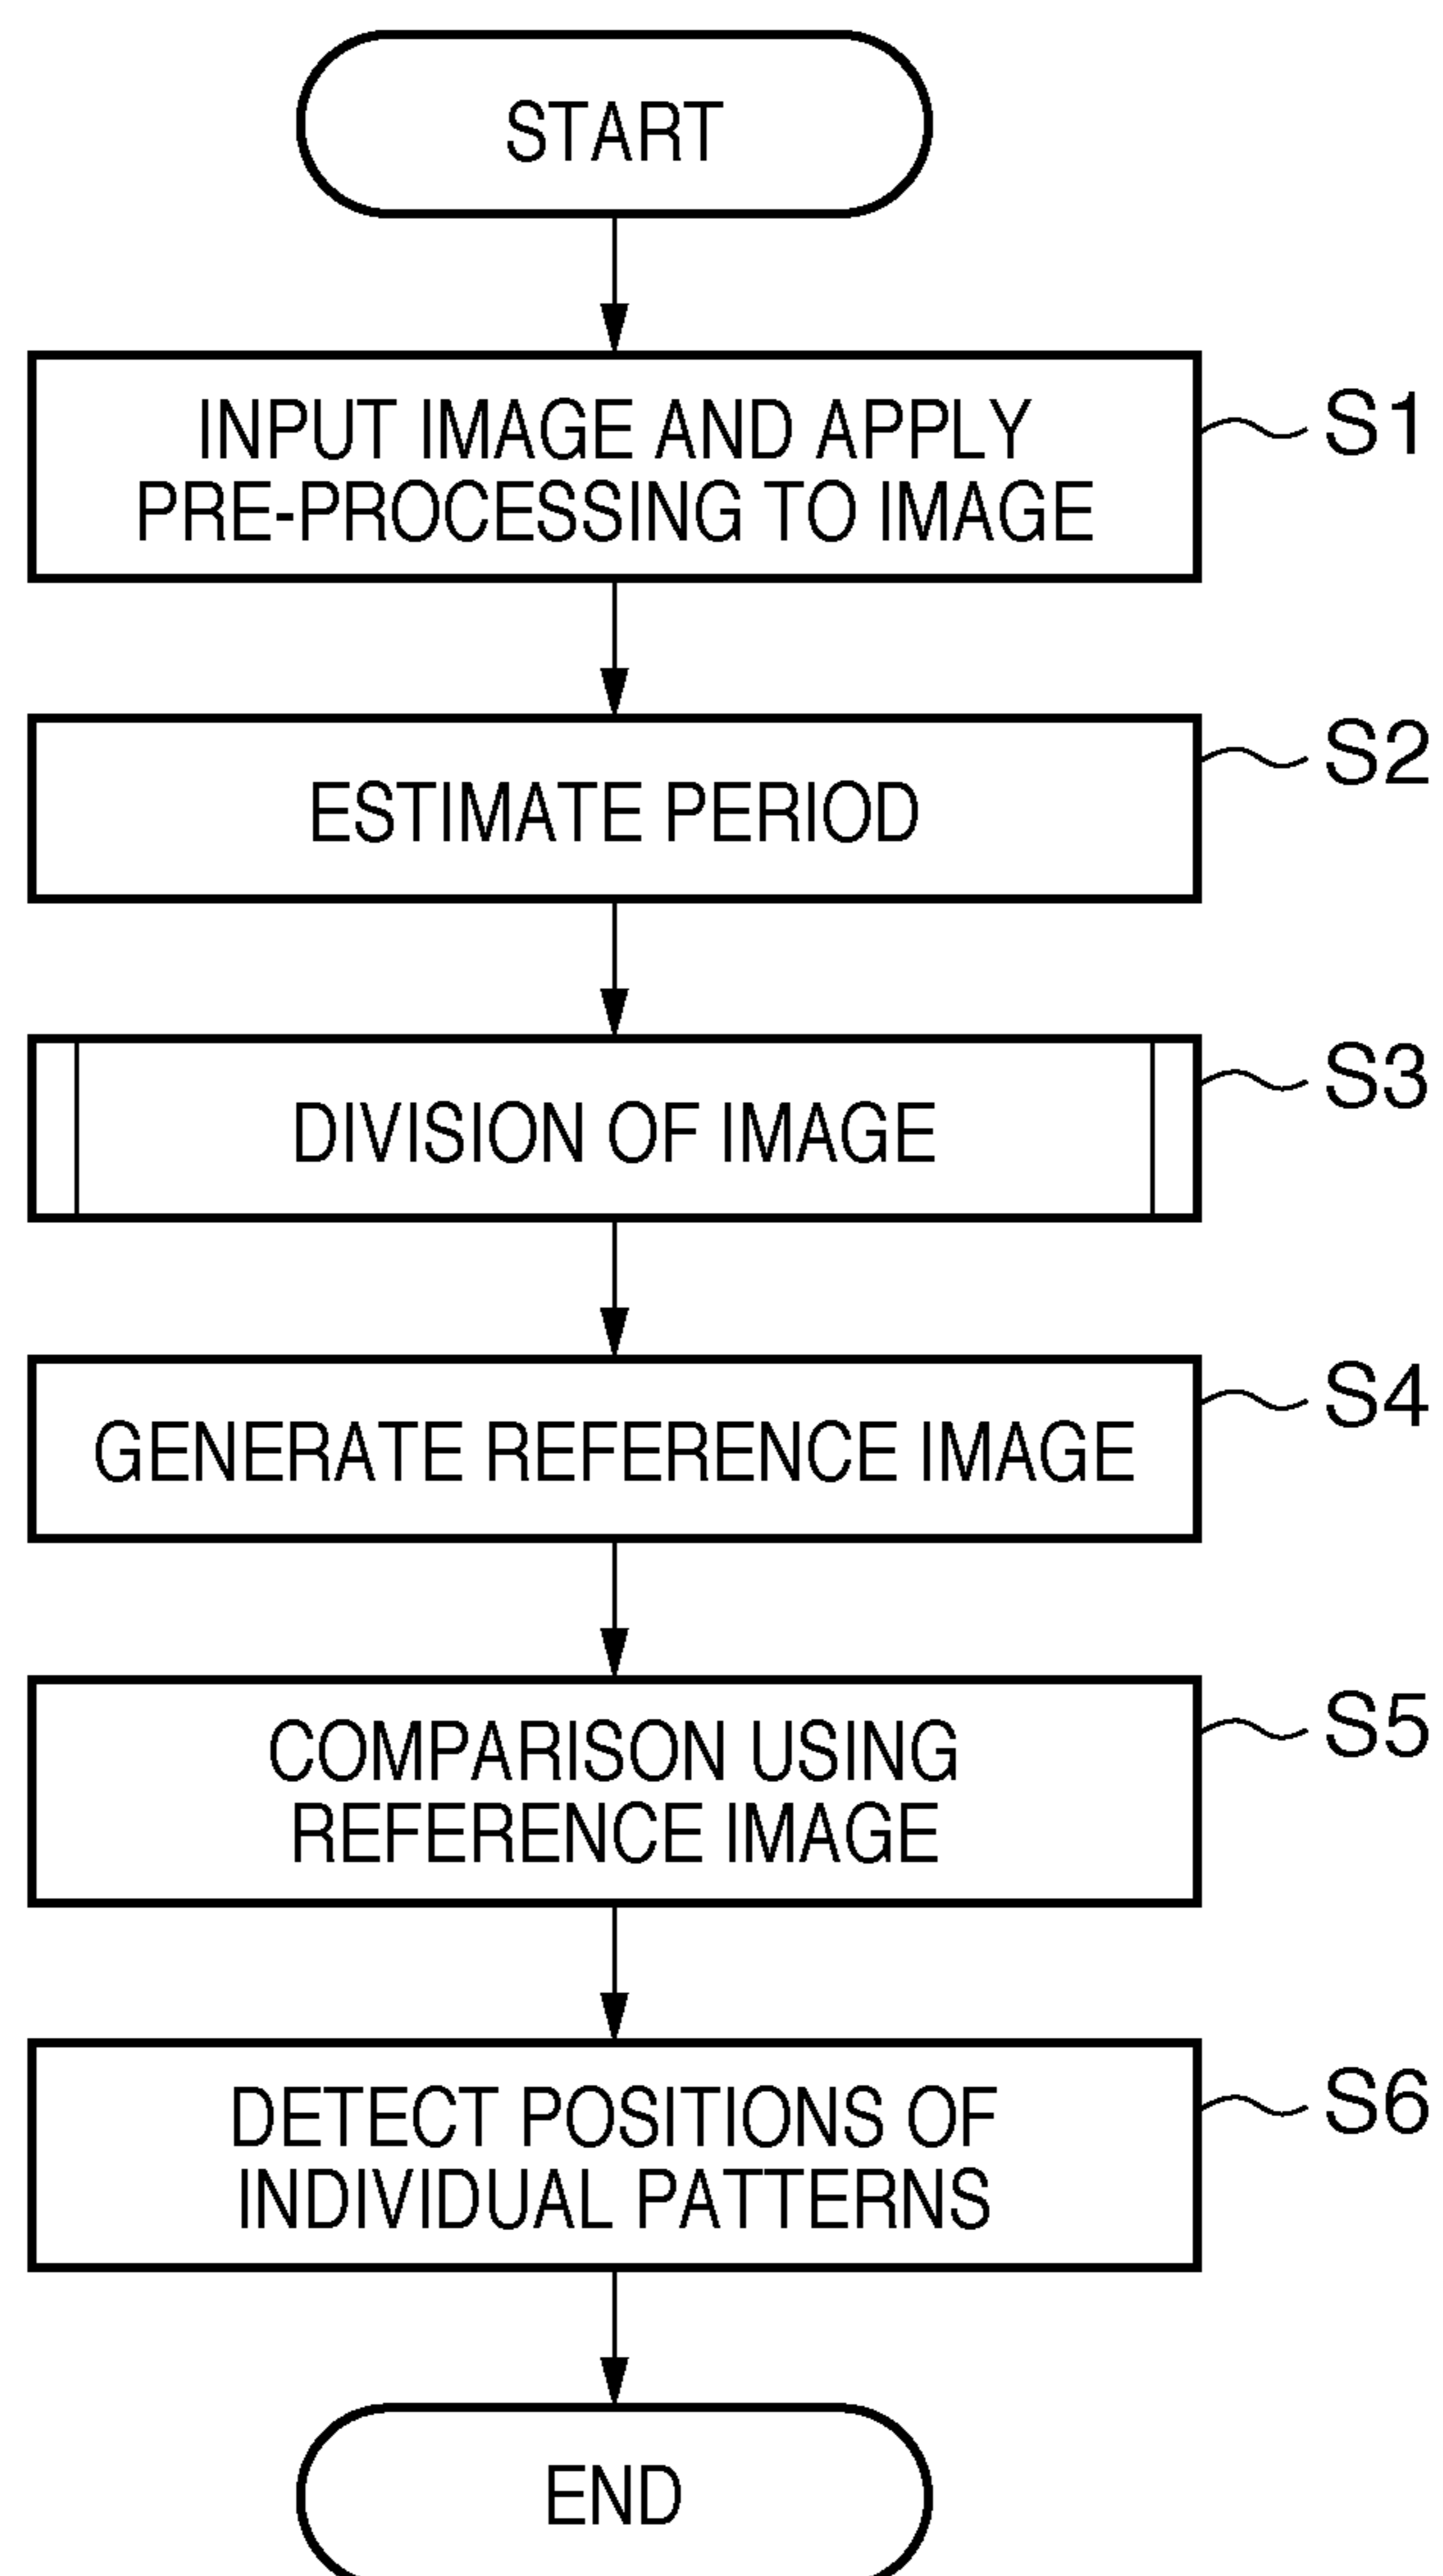 START
INPUT IMAGE AND APPLY
PRE-PROCESSING TO IMAGE
S1
ESTIMATE PERIOD
S2
DIVISION OF IMAGE
S3
GENERATE REFERENCE IMAGE
S4
COMPARISON USING
REFERENCE IMAGE
S5
DETECT POSITIONS OF
INDIVIDUAL PATTERNS
S6
END